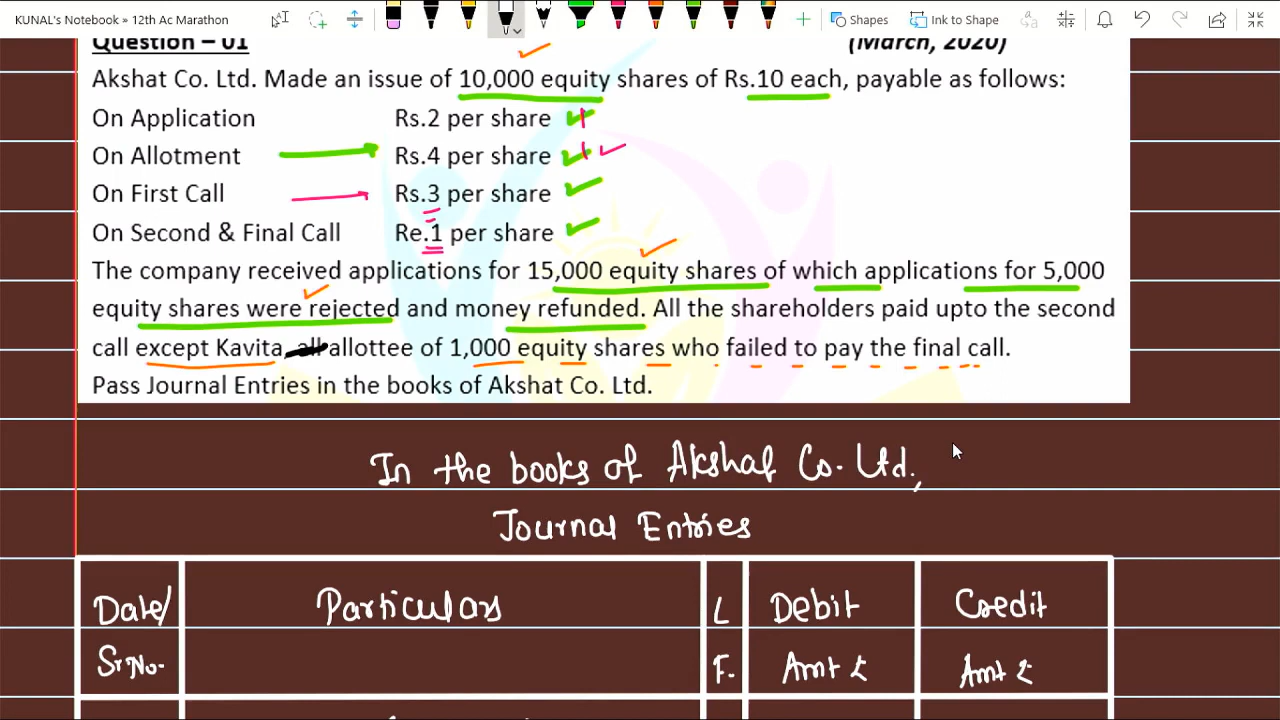 KUNAL's Notebook » 12th Ac Marathon
Shapes
Ink to Shape
Question – 01 (March, 2020)
Akshat Co. Ltd. Made an issue of 10,000 equity shares of Rs.10 each, payable as follows:
On Application Rs.2 per share
On Allotment Rs.4 per share
On First Call Rs.3 per share
On Second & Final Call Re.1 per share
The company received applications for 15,000 equity shares of which applications for 5,000
equity shares were rejected and money refunded. All the shareholders paid upto the second
call except Kavita, allottee of 1,000 equity shares who failed to pay the final call.
Pass Journal Entries in the books of Akshat Co. Ltd.
In the books of Akshat Co. Ltd.,
Journal Entries
Date/ Particulars L Debit Credit
Sr No. F. Amt ₹ Amt ₹